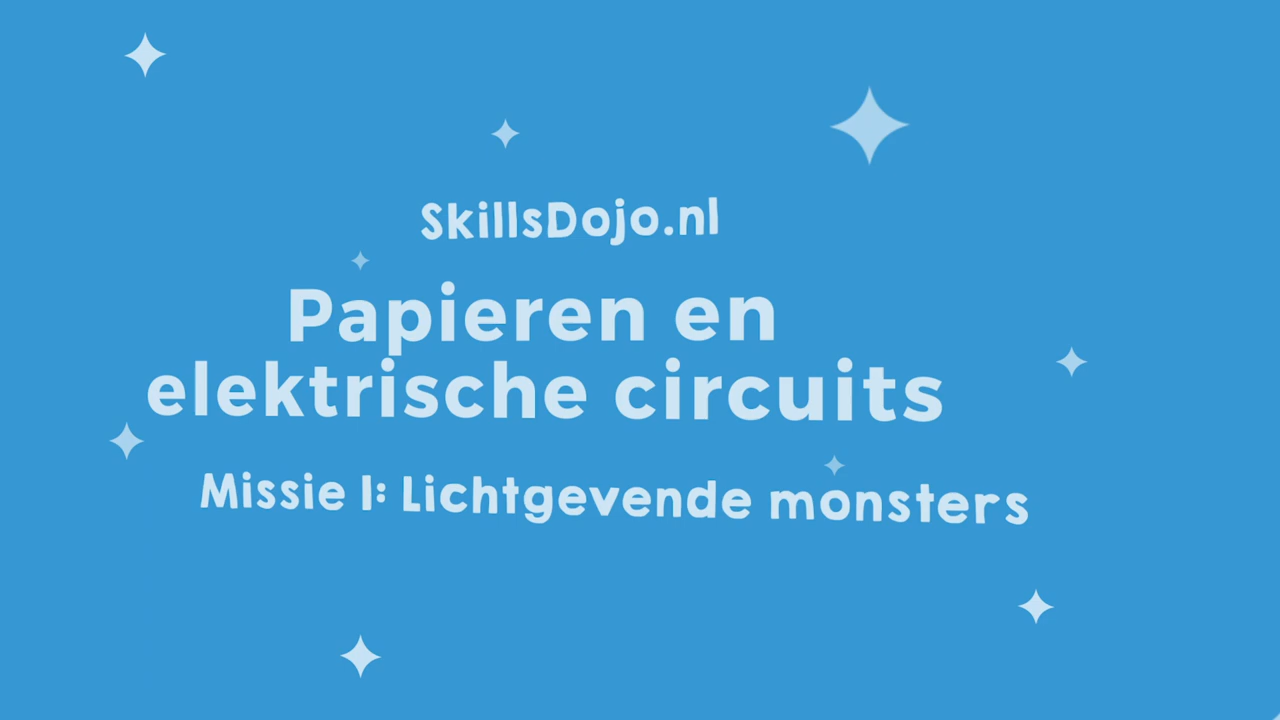 SkillsDojo.nl
Papieren en
elektrische circuits
Missie 1: Lichtgevende monsters